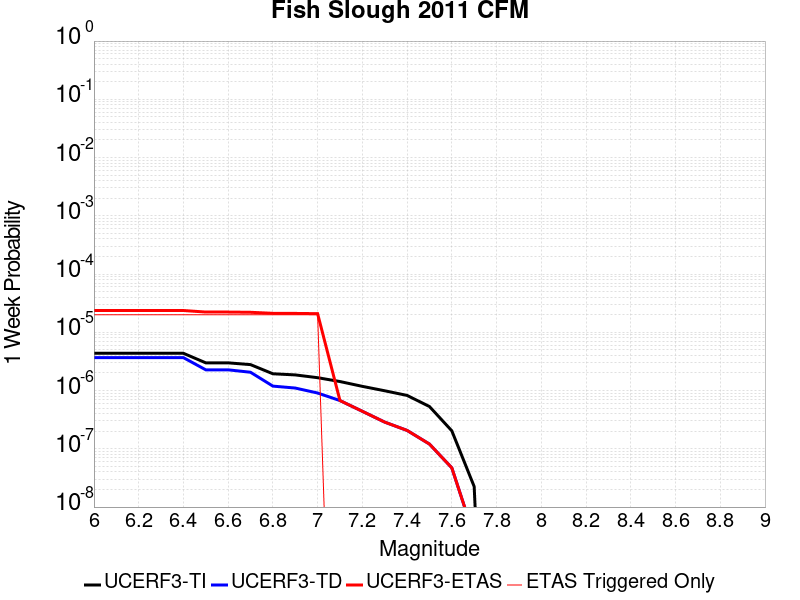 Fish Slough 2011 CFM
10^0
10^-1
10^-2
10^-3
10^-4
10^-5
10^-6
10^-7
10^-8
1 Week Probability
6 6.2 6.4 6.6 6.8 7 7.2 7.4 7.6 7.8 8 8.2 8.4 8.6 8.8 9
Magnitude
UCERF3-TI UCERF3-TD UCERF3-ETAS ETAS Triggered Only